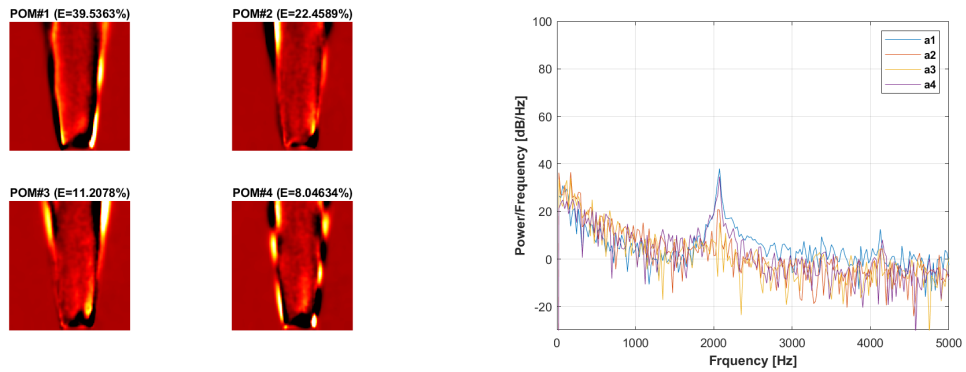 POM#1 (E=39.5363%)
POM#2 (E=22.4589%)
POM#3 (E=11.2078%)
POM#4 (E=8.04634%)
Power/Frequency [dB/Hz]
100
80
60
40
20
0
-20
0
1000
2000
3000
4000
5000
Frquency [Hz]
a1
a2
a3
a4